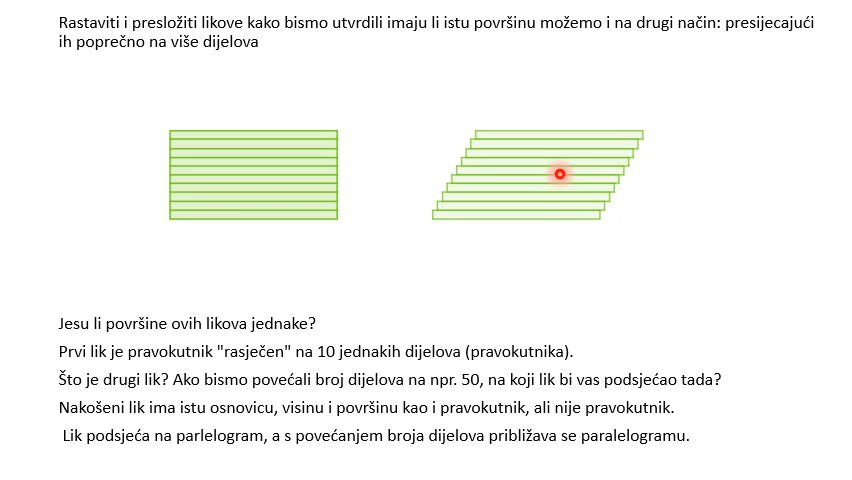 Rastaviti i presložiti likove kako bismo utvrdili imaju li istu površinu možemo i na drugi način: presijecajući
ih poprečno na više dijelova
Jesu li površine ovih likova jednake?
Prvi lik je pravokutnik "rasječen" na 10 jednakih dijelova (pravokutnika).
Što je drugi lik? Ako bismo povećali broj dijelova na npr. 50, na koji lik bi vas podsjećao tada?
Nakošeni lik ima istu osnovicu, visinu i površinu kao i pravokutnik, ali nije pravokutnik.
Lik podsjeća na parlelogram, a s povećanjem broja dijelova približava se paralelogramu.